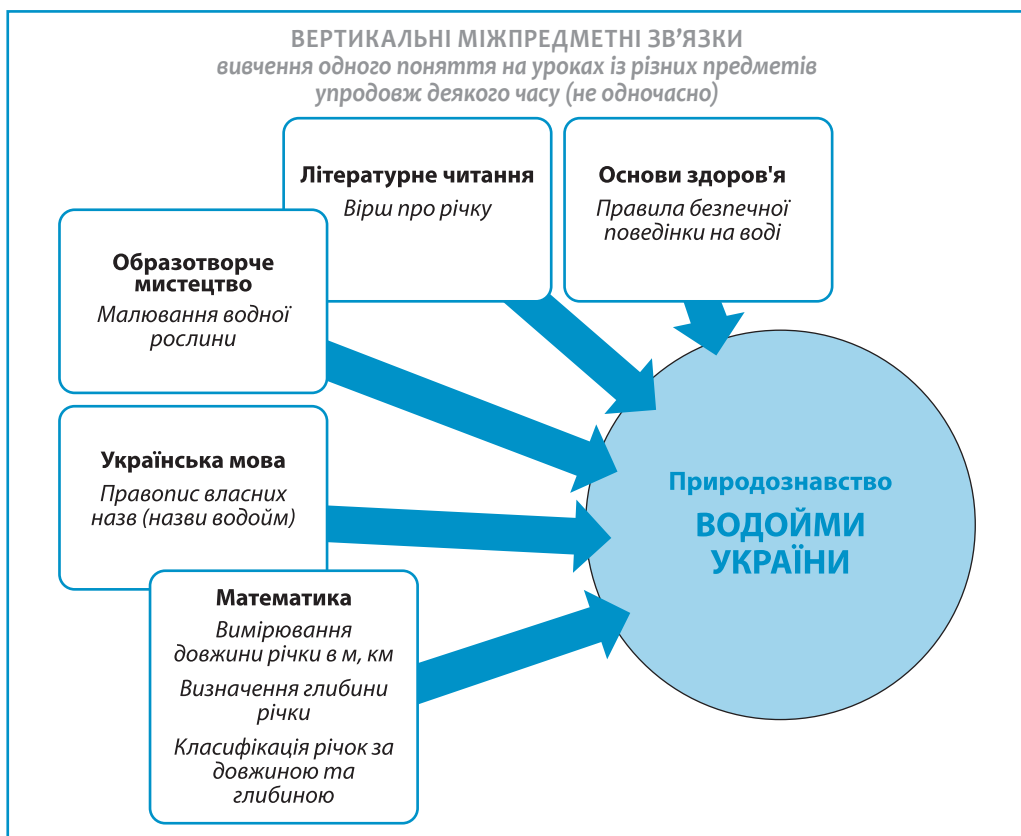 ВЕРТИКАЛЬНІ МІЖПРЕДМЕТНІ ЗВ’ЯЗКИ
вивчення одного поняття на уроках із різних предметів
упродовж деякого часу (не одночасно)
Літературне читання
Вірш про річку
Основи здоров'я
Правила безпечної
поведінки на воді
Образотворче
мистецтво
Малювання водної
рослини
Українська мова
Правопис власних
назв (назви водойм)
Математика
Вимірювання
довжини річки в м, км
Визначення глибини
річки
Класифікація річок за
довжиною та
глибиною
Природознавство
ВОДОЙМИ
УКРАЇНИ